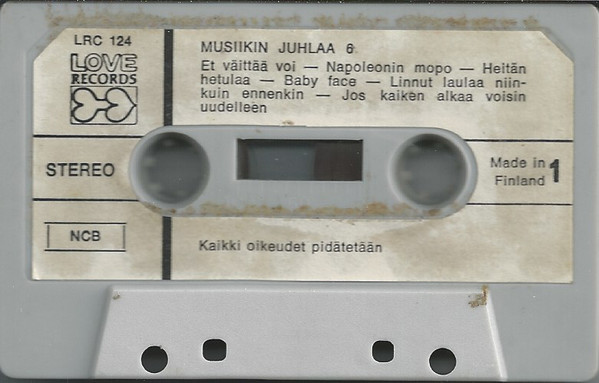 LRC 124
LOVE
RECORDS
MUSIIKIN JUHLAA 6
Et väittää voi — Napoleonin mopo — Heitän
hetulaa — Baby face — Linnut laulaa niin-
kuin ennenkin — Jos kaiken alkaa voisin
uudelleen
STEREO
Made in
Finland
1
NCB
Kaikki oikeudet pidätetään